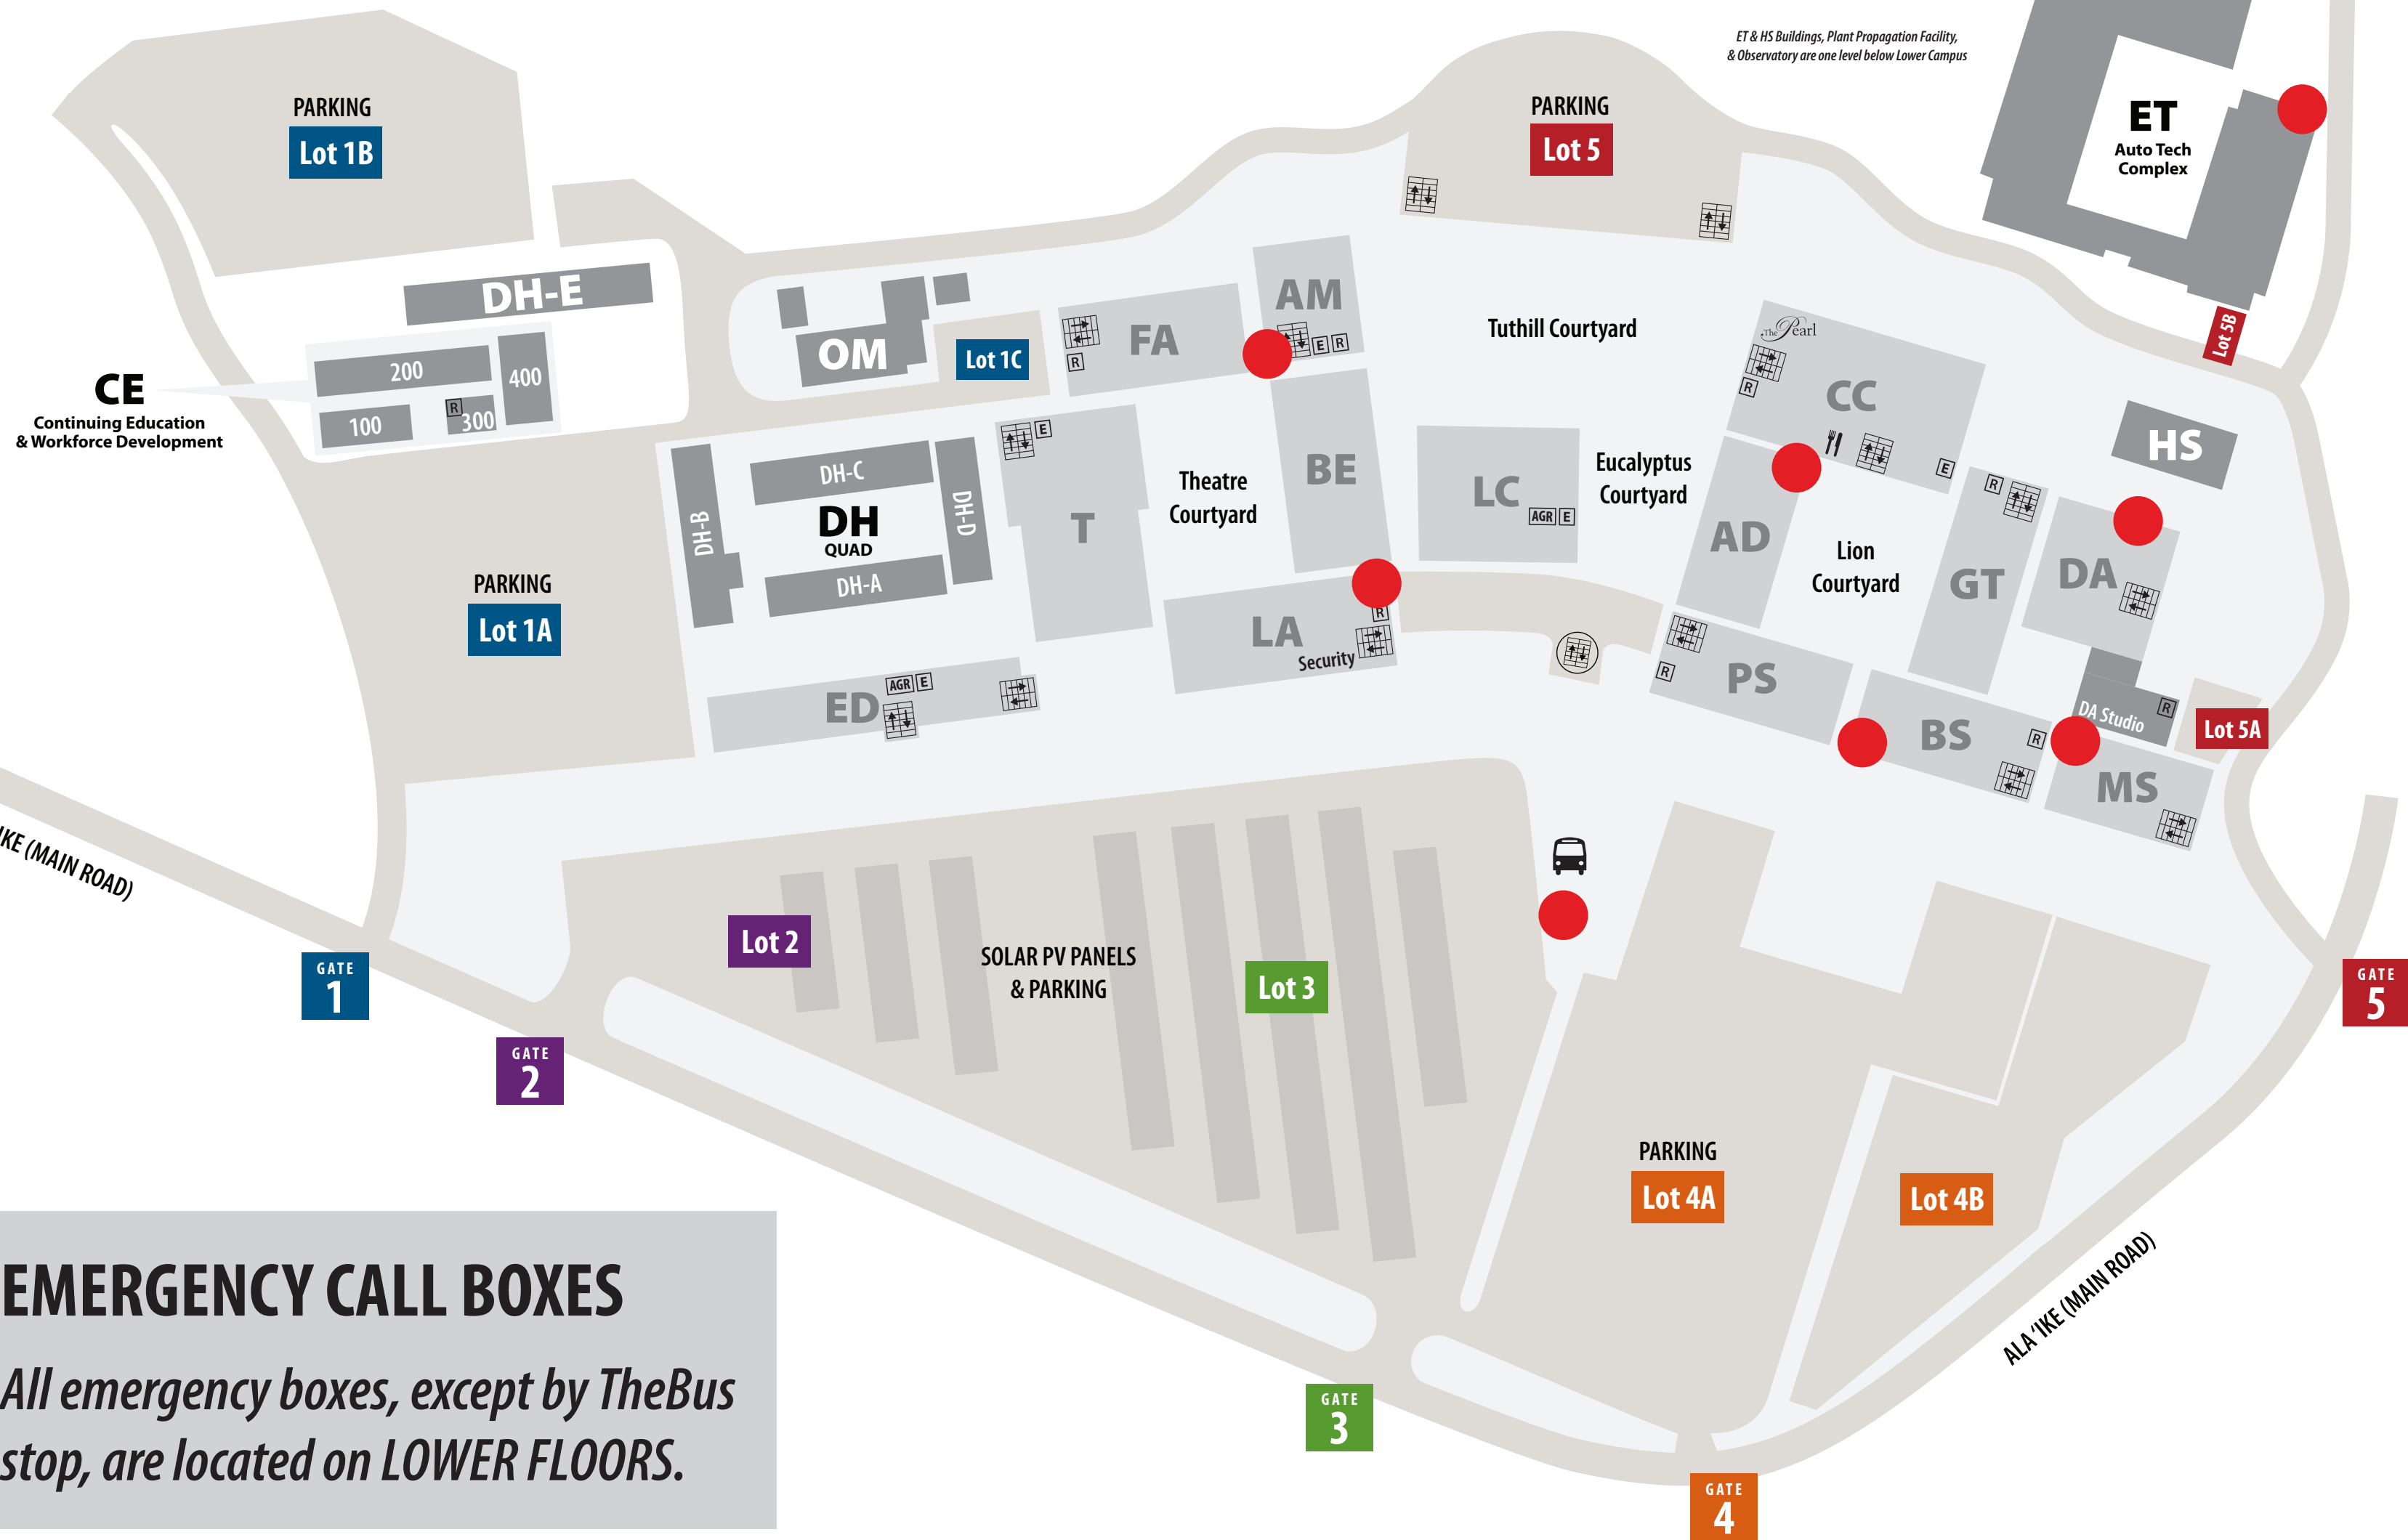 ET & HS Buildings, Plant Propagation Facility,
& Observatory are one level below Lower Campus
PARKING
Lot 1B
PARKING
Lot 5
ET
Auto Tech
Complex
Lot 5B
DH-E
200
400
100
R
300
CE
Continuing Education
& Workforce Development
OM
Lot 1C
FA
R
AM
E R
Tuthill Courtyard
The Pearl
R
CC
E
HS
DH-B
DH-C
DH
QUAD
DH-A
DH-D
E
T
Theatre
Courtyard
BE
LC
AGR E
Eucalyptus
Courtyard
AD
Lion
Courtyard
R
GT
DA
PARKING
Lot 1A
ED
AGR E
LA
R
Security
PS
R
BS
R
DA Studio
R
Lot 5A
MS
IKE (MAIN ROAD)
GATE
1
GATE
2
Lot 2
SOLAR PV PANELS
& PARKING
Lot 3
GATE
5
PARKING
Lot 4A
Lot 4B
ALA ‘IKE (MAIN ROAD)
GATE
3
GATE
4
EMERGENCY CALL BOXES
All emergency boxes, except by TheBus
stop, are located on LOWER FLOORS.